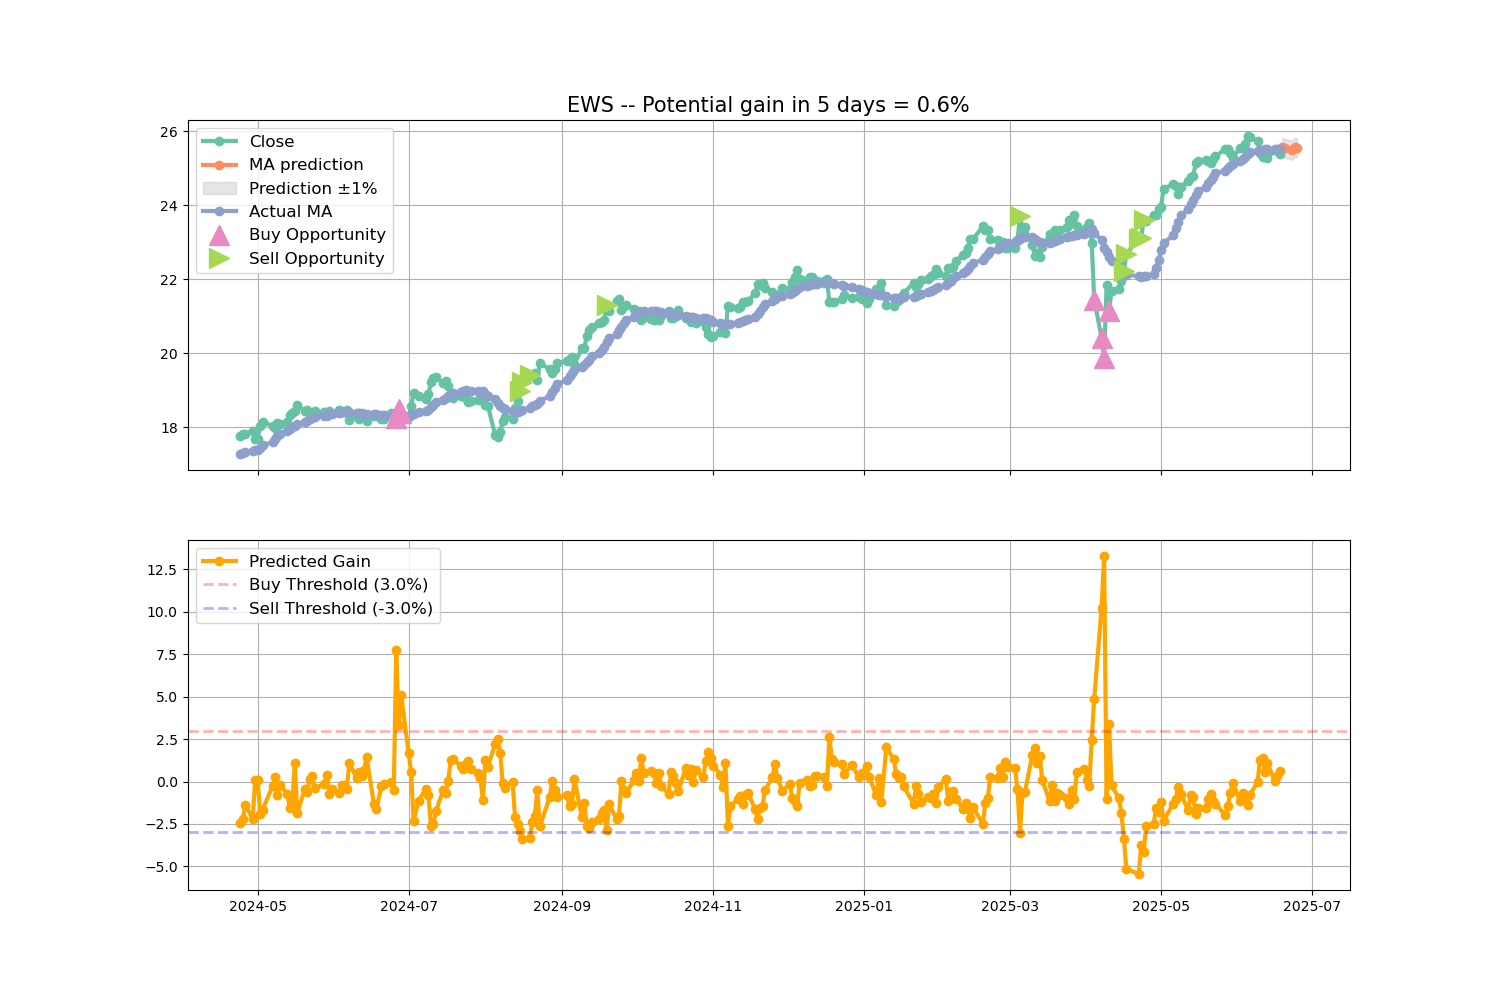 EWS -- Potential gain in 5 days = 0.6%
26
24
22
20
18
Close
MA prediction
Prediction ±1%
Actual MA
Buy Opportunity
Sell Opportunity
12.5
10.0
7.5
5.0
2.5
0.0
−2.5
−5.0
Predicted Gain
Buy Threshold (3.0%)
Sell Threshold (-3.0%)
2024-05
2024-07
2024-09
2024-11
2025-01
2025-03
2025-05
2025-07